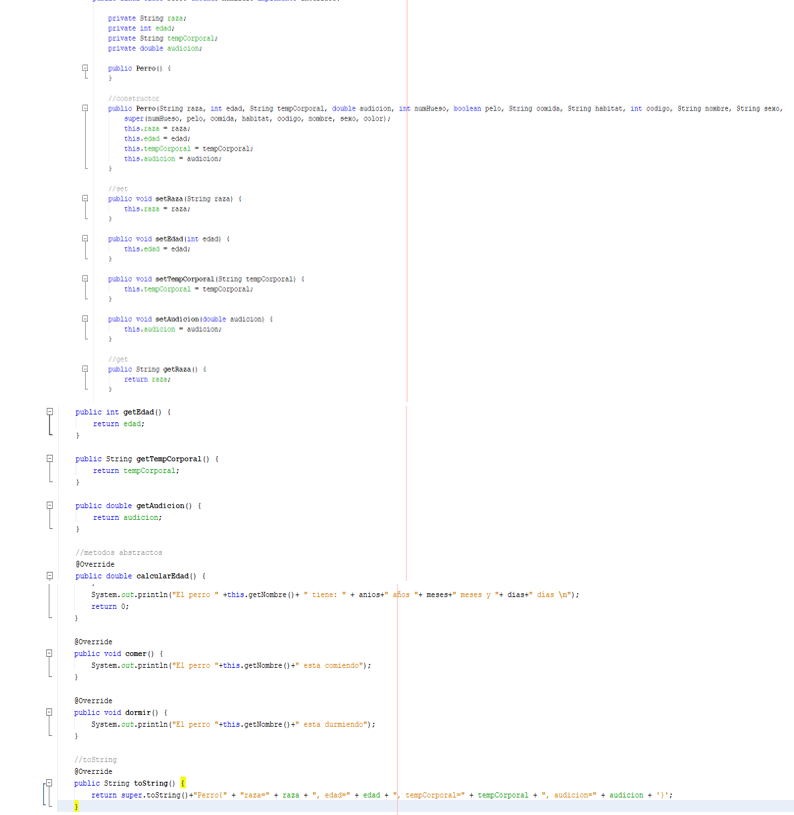 private String raza;
private int edad;
private String tempCorporal;
private double audicion;
public Perro() {
}
//constructor
public Perro(String raza, int edad, String tempCorporal, double audicion, int numHueso, boolean pelo, String comida, String habitat, int codigo, String nombre, String sexo,
super(numHueso, pelo, comida, habitat, codigo, nombre, sexo, color);
this.raza = raza;
this.edad = edad;
this.tempCorporal = tempCorporal;
this.audicion = audicion;
}
//set
public void setRaza(String raza) {
this.raza = raza;
}
public void setEdad(int edad) {
this.edad = edad;
}
public void setTempCorporal(String tempCorporal) {
this.tempCorporal = tempCorporal;
}
public void setAudicion(double audicion) {
this.audicion = audicion;
}
//get
public String getRaza() {
return raza;
}
public int getEdad() {
return edad;
}
public String getTempCorporal() {
return tempCorporal;
}
public double getAudicion() {
return audicion;
}
//metodos abstractos
@Override
public double calcularEdad() {
System.out.println("El perro " +this.getNombre()+ " tiene: " + anios+" años "+ meses+" meses y "+ dias+" dias \n");
return 0;
}
@Override
public void comer() {
System.out.println("El perro "+this.getNombre()+" esta comiendo");
}
@Override
public void dormir() {
System.out.println("El perro "+this.getNombre()+" esta durmiendo");
}
//toString
@Override
public String toString() {
return super.toString()+"Perro{" + "raza=" + raza + ", edad=" + edad + ", tempCorporal=" + tempCorporal + ", audicion=" + audicion + '}';
}